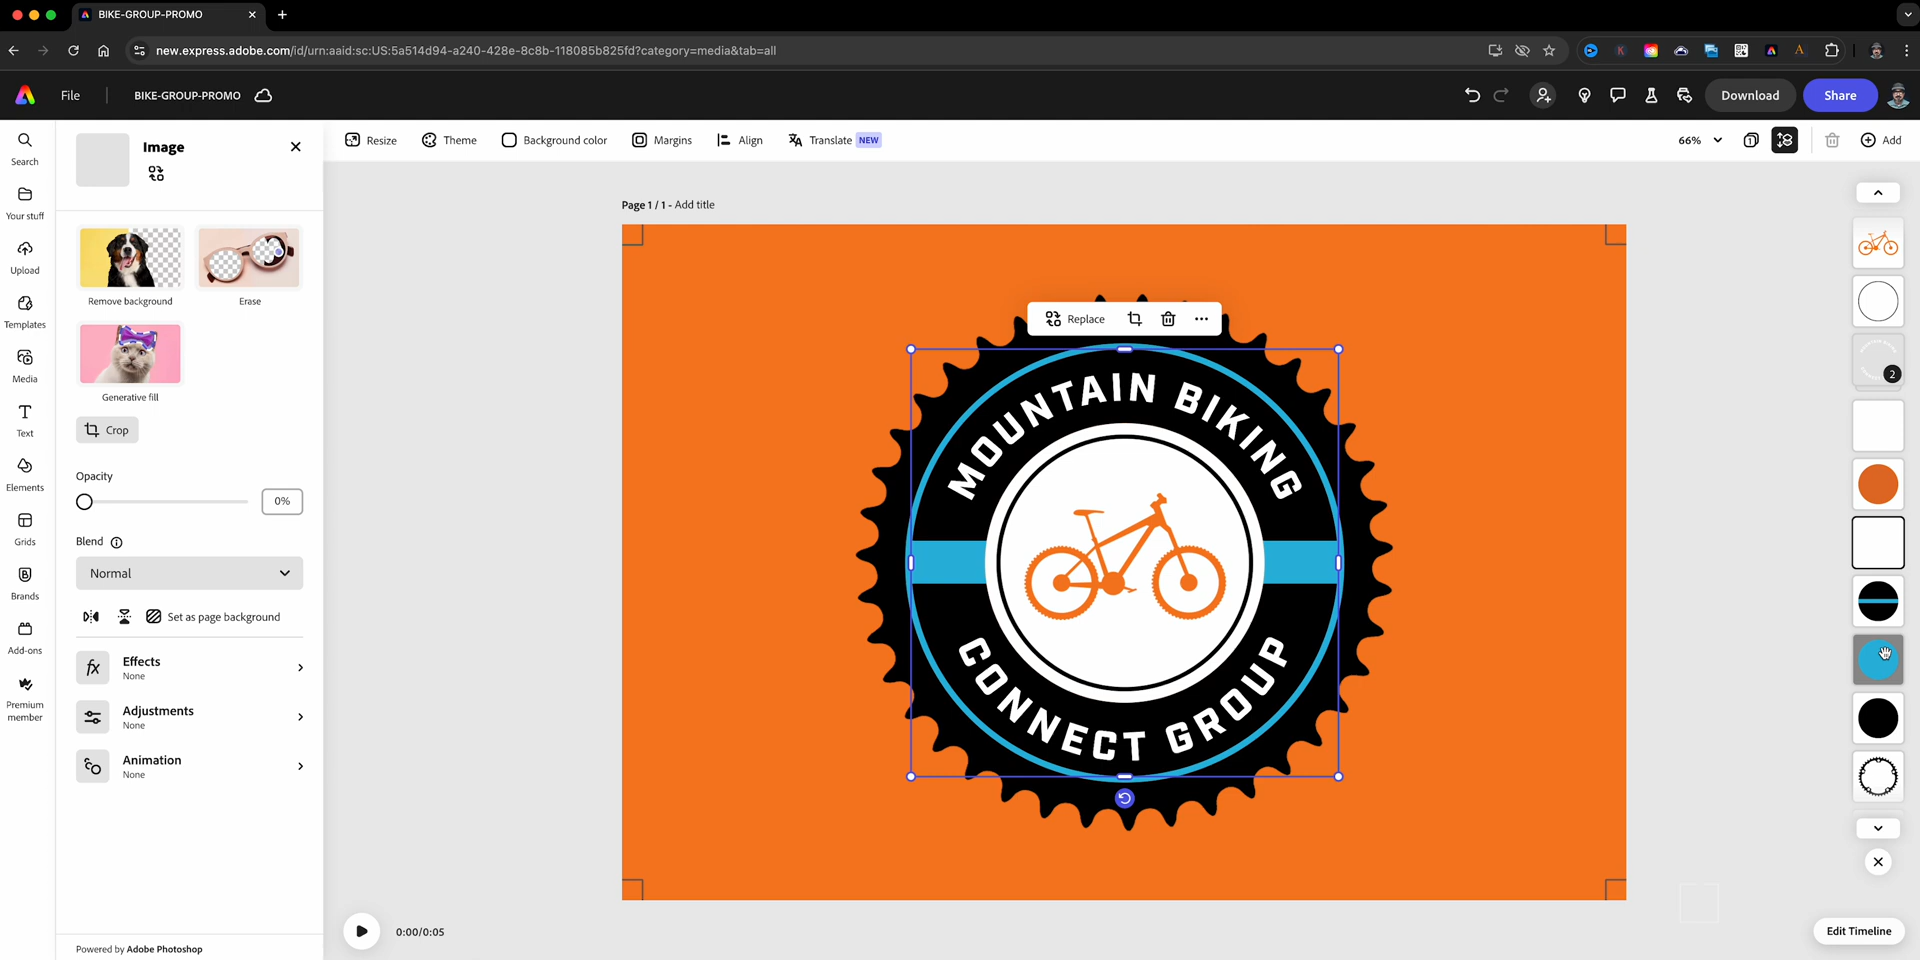 BIKE-GROUP-PROMO
new.express.adobe.com/id/urn:aaid:sc:US:5a514d94-a240-428e-8c8b-118085b825fd?category=media&tab=all
File
BIKE-GROUP-PROMO
Download
Share
Search
Your stuff
Upload
Templates
Media
Text
Elements
Grids
Brands
Add-ons
Premium
member
Image
Remove background
Erase
Generative fill
Crop
Opacity
0%
Blend
Normal
Set as page background
fx
Effects
None
Adjustments
None
Animation
None
Powered by Adobe Photoshop
Resize
Theme
Background color
Margins
Align
Translate NEW
66%
1
Add
Page 1 / 1 - Add title
Replace
MOUNTAIN BIKING
CONNECT GROUP
2
0:00/0:05
Edit Timeline